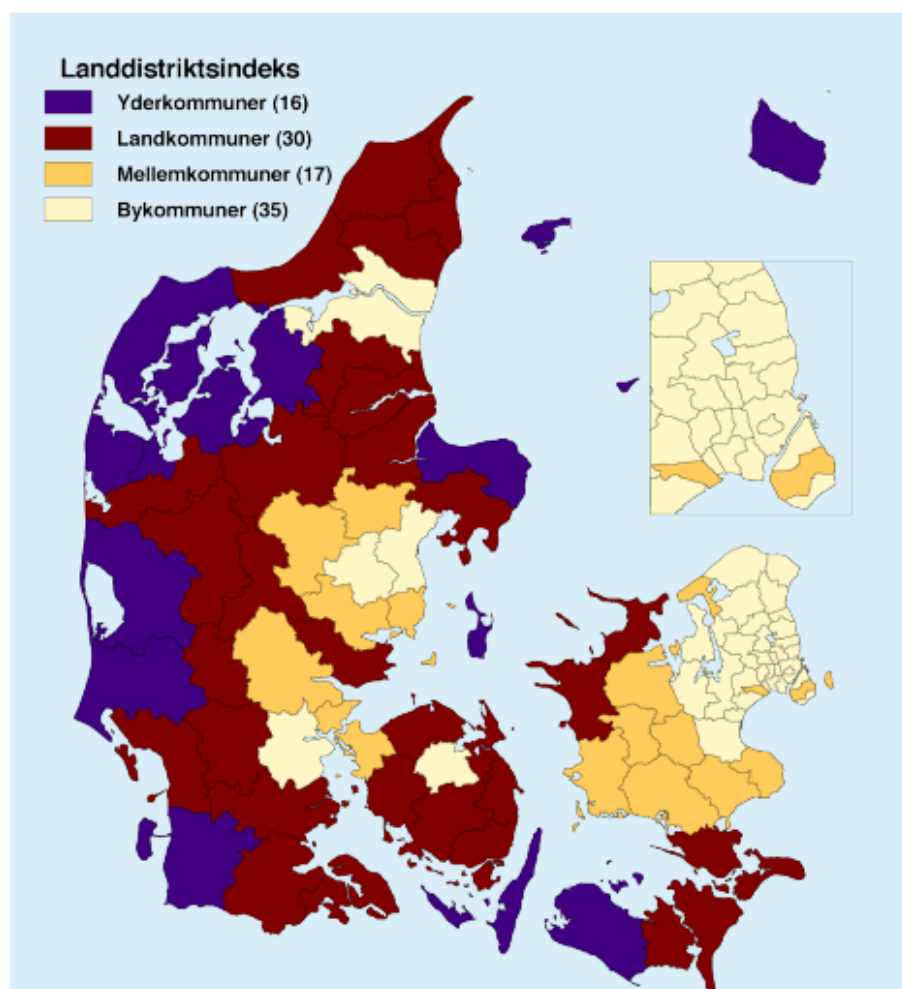 Landdistriktsindeks
Yderkommuner (16)
Landkommuner (30)
Mellemkommuner (17)
Bykommuner (35)